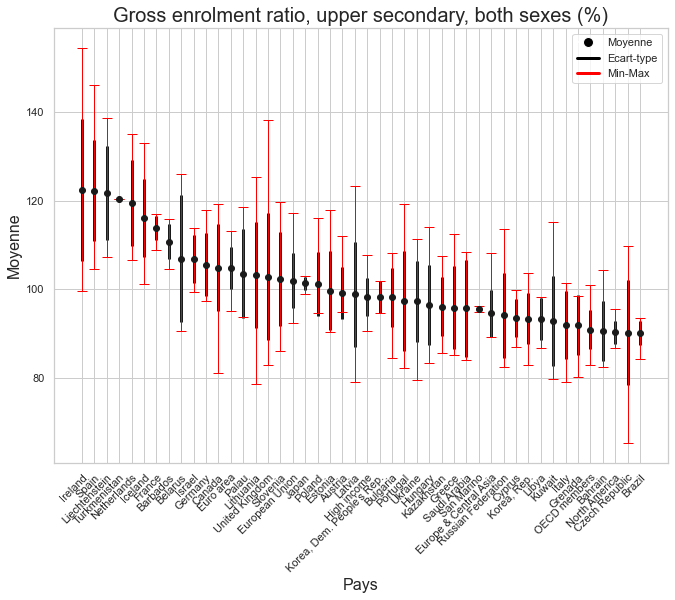 Gross enrolment ratio, upper secondary, both sexes (%)
Moyenne
Ecart-type
Min-Max
Moyenne
140
120
100
80
Ireland
Spain
Liechtenstein
Turkmenistan
Netherlands
Iceland
Finland
France
Barbados
Belarus
Israel
Germany
Canada
Euro area
Palau
Lithuania
United Kingdom
Slovenia
European Union
Japan
Poland
Estonia
Austria
Latvia
High income
Korea, Dem. People's Rep.
Bulgaria
Portugal
Ukraine
Hungary
Kazakhstan
Greece
Saudi Arabia
San Marino
Europe & Central Asia
Russian Federation
Cyprus
Korea, Rep.
Libya
Kuwait
Italy
Grenada
OECD members
Bahrain
North America
Czech Republic
Brazil
Pays